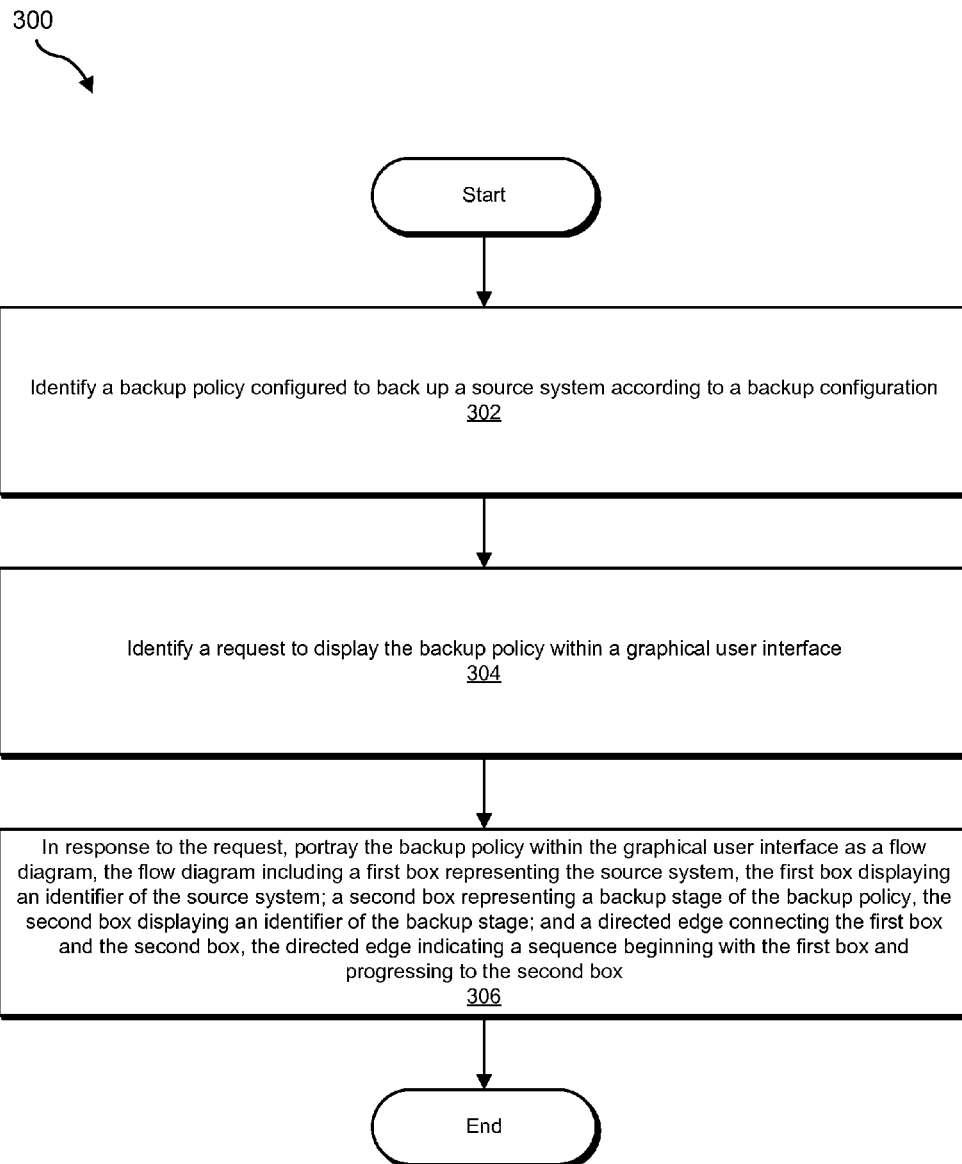 300
Start
Identify a backup policy configured to back up a source system according to a backup configuration
302
Identify a request to display the backup policy within a graphical user interface
304
In response to the request, portray the backup policy within the graphical user interface as a flow
diagram, the flow diagram including a first box representing the source system, the first box displaying
an identifier of the source system; a second box representing a backup stage of the backup policy, the
second box displaying an identifier of the backup stage; and a directed edge connecting the first box
and the second box, the directed edge indicating a sequence beginning with the first box and
progressing to the second box
306
End